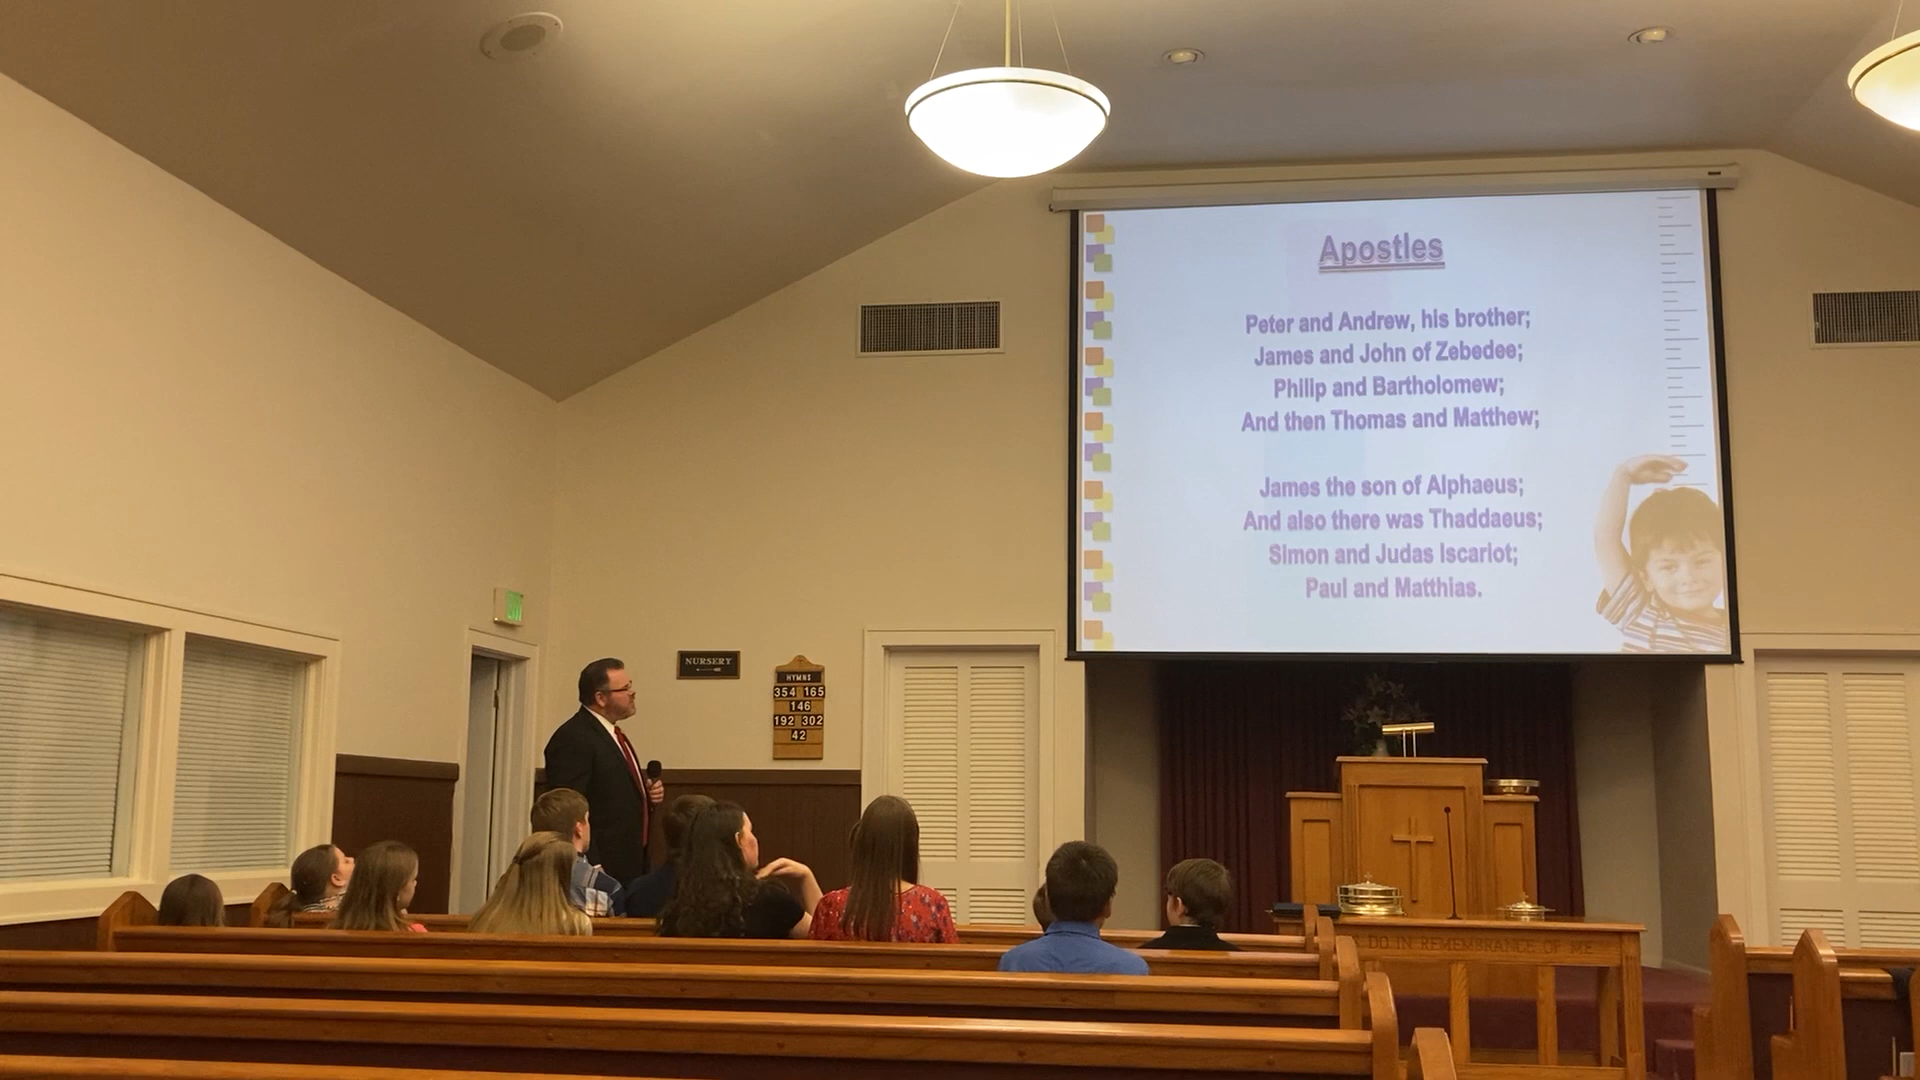 Apostles
Peter and Andrew, his brother;
James and John of Zebedee;
Philip and Bartholomew;
And then Thomas and Matthew;
James the son of Alphaeus;
And also there was Thaddaeus;
Simon and Judas Iscariot;
Paul and Matthias.
NURSERY
HYMNS
354 165
146
192 302
42
DO IN REMEMBRANCE OF ME